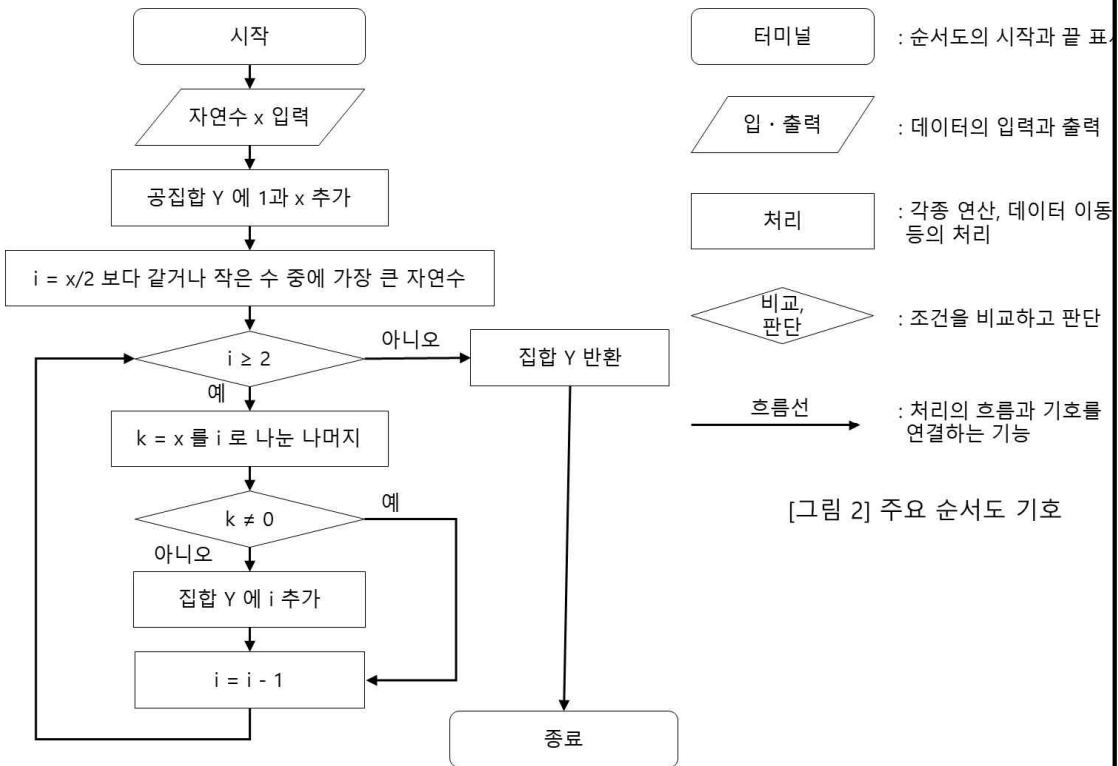 시작
자연수 x 입력
공집합 Y 에 1과 x 추가
i = x/2 보다 같거나 작은 수 중에 가장 큰 자연수
i ≥ 2
아니오
예
집합 Y 반환
k = x 를 i 로 나눈 나머지
k ≠ 0
예
아니오
집합 Y 에 i 추가
i = i - 1
종료
터미널
: 순서도의 시작과 끝
입 · 출력
: 데이터의 입력과 출력
처리
: 각종 연산, 데이터 이동
등의 처리
비교,
판단
: 조건을 비교하고 판단
흐름선
: 처리의 흐름과 기호를
연결하는 기능
[그림 2] 주요 순서도 기호